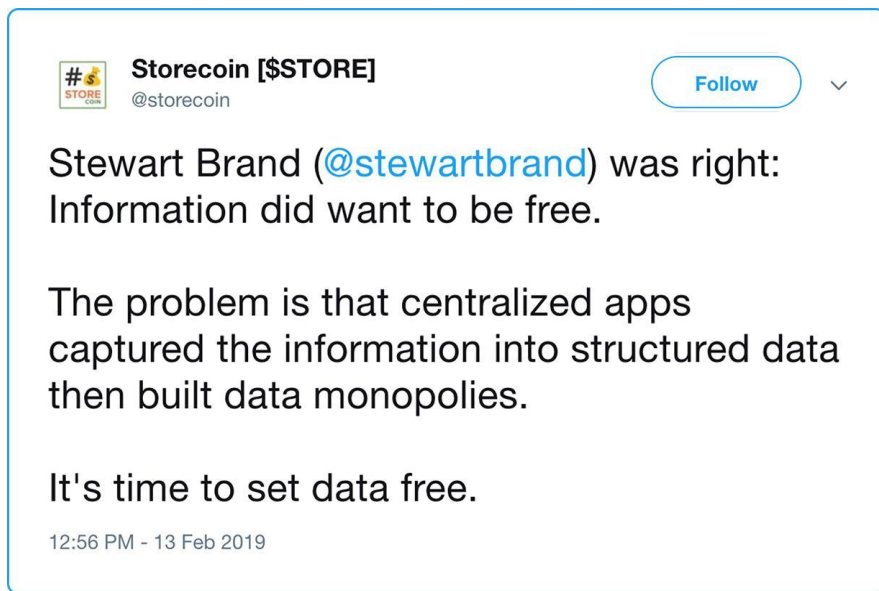 #
STORE
COIN
Storecoin [$STORE]
@storecoin
Follow
Stewart Brand (@stewartbrand) was right:
Information did want to be free.
The problem is that centralized apps
captured the information into structured data
then built data monopolies.
It's time to set data free.
12:56 PM - 13 Feb 2019